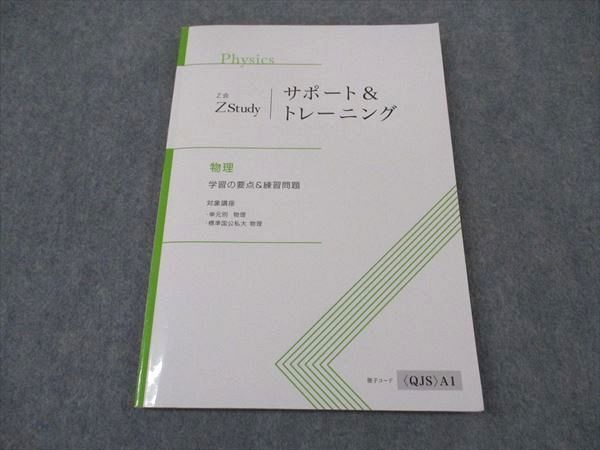 Physics
Z会
ZStudy
サポート&
トレーニング
物理
学習の要点&練習問題
対象講座
・単元別 物理
・標準国公私大 物理
冊子コード 〈QJS〉A1